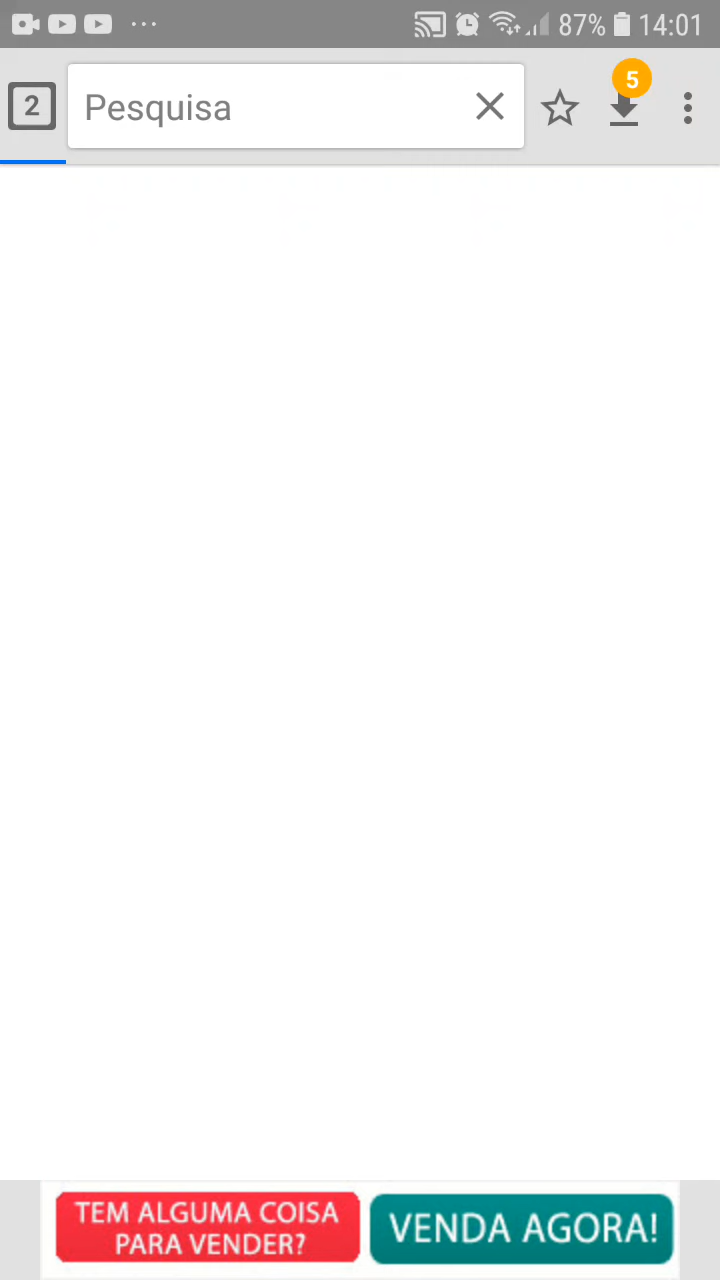 87% 14:01
2 Pesquisa 5
TEM ALGUMA COISA
PARA VENDER?
VENDA AGORA!